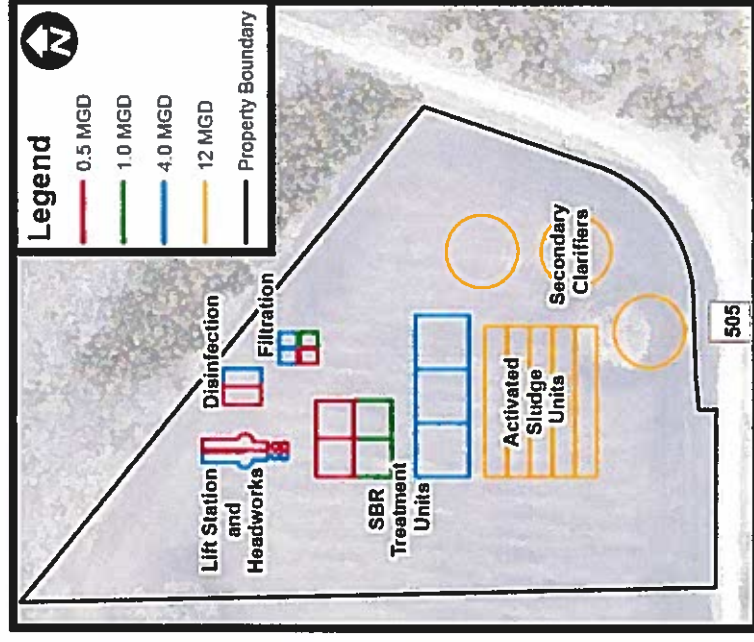 N
Legend
0.5 MGD
1.0 MGD
4.0 MGD
12 MGD
Property Boundary
Disinfection
Filtration
Lift Station
and
Headworks
SBR
Treatment
Units
Activated
Sludge
Units
Secondary
Clarifiers
505